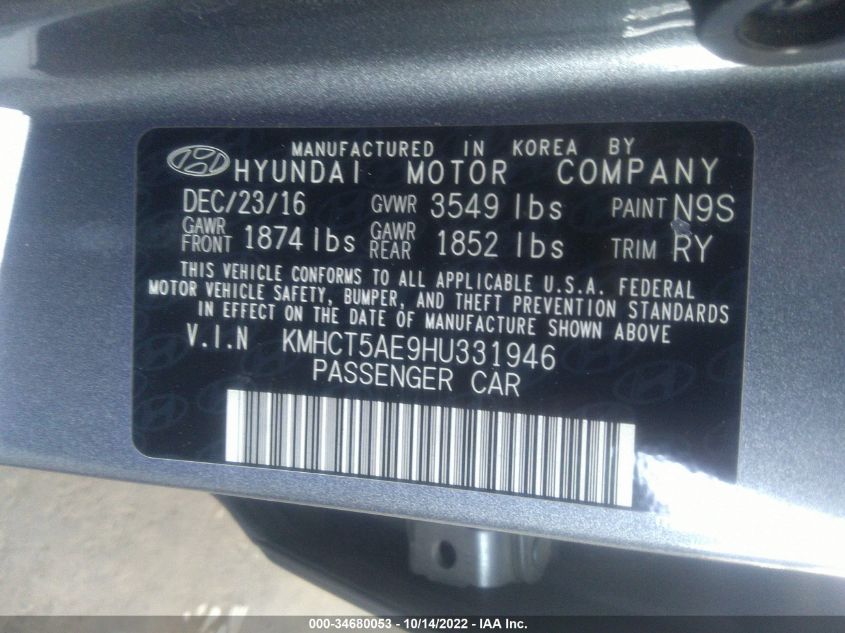 MANUFACTURED IN KOREA BY
HYUNDAI MOTOR COMPANY
DEC/23/16 GVWR 3549 lbs PAINT N9S
GAWR FRONT 1874 lbs GAWR REAR 1852 lbs TRIM RY
THIS VEHICLE CONFORMS TO ALL APPLICABLE U.S.A. FEDERAL
MOTOR VEHICLE SAFETY, BUMPER, AND THEFT PREVENTION STANDARDS
IN EFFECT ON THE DATE OF MANUFACTURE SHOWN ABOVE
V.I.N KMHCT5AE9HU331946
PASSENGER CAR
000-34680053 - 10/14/2022 - IAA Inc.